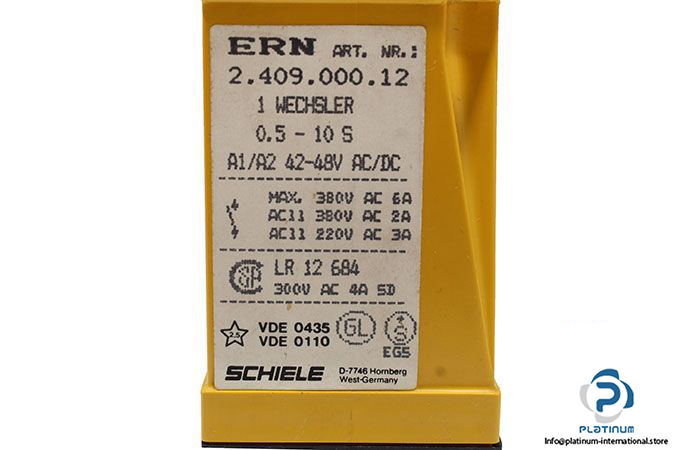 ERN ART. NR.:
2.409.000.12
1 WECHSLER
0.5 - 10 S
A1/A2 42-48V AC/DC
MAX. 380V AC 6A
AC11 380V AC 2A
AC11 220V AC 3A
LR 12 684
300V AC 4A SD
2.5 VDE 0435 GL S
VDE 0110 EGS
SCHIELE D-7746 Hornberg
West-Germany
PLATINUM
info@platinum-international.store